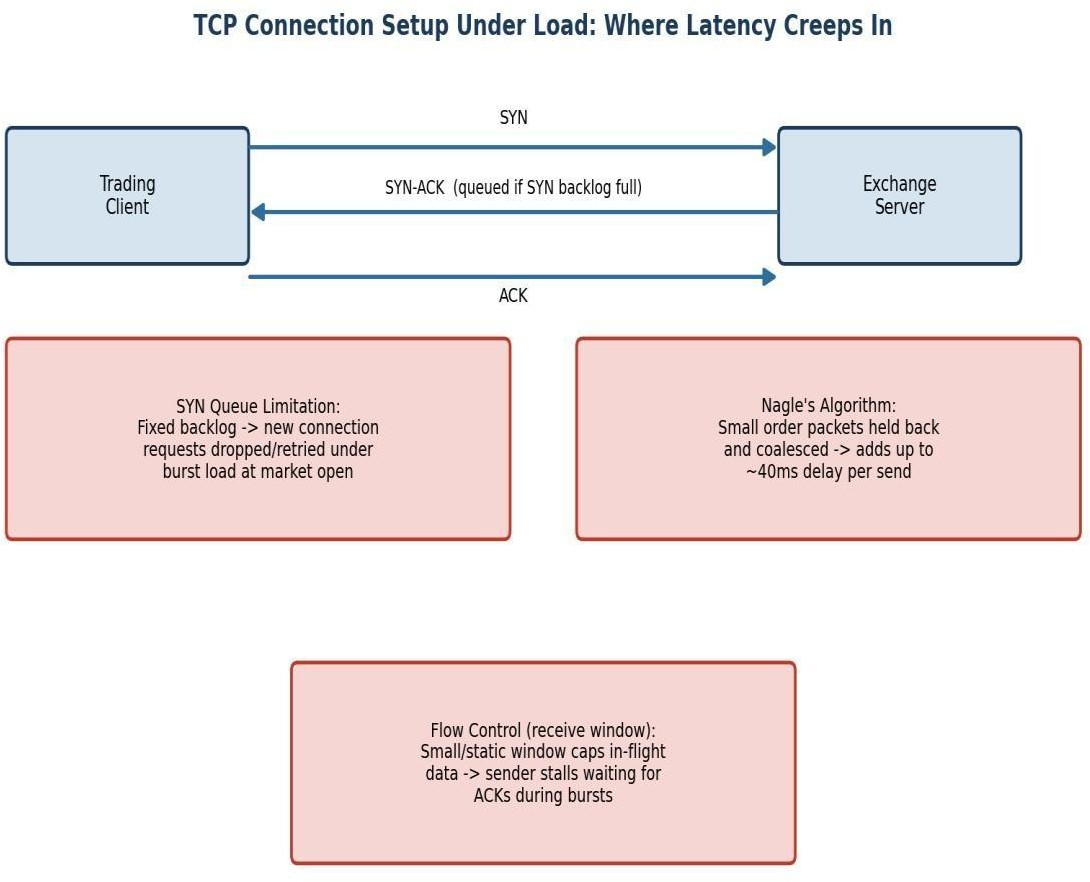 TCP Connection Setup Under Load: Where Latency Creeps In
SYN
Trading
Client
SYN-ACK  (queued if SYN backlog full)
Exchange
Server
ACK
SYN Queue Limitation:
Fixed backlog -> new connection
requests dropped/retried under
burst load at market open
Nagle's Algorithm:
Small order packets held back
and coalesced -> adds up to
~40ms delay per send
Flow Control (receive window):
Small/static window caps in-flight
data -> sender stalls waiting for
ACKs during bursts